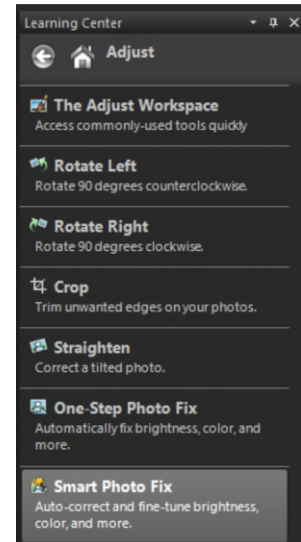 Learning Center
Adjust
The Adjust Workspace
Access commonly-used tools quickly
Rotate Left
Rotate 90 degrees counterclockwise.
Rotate Right
Rotate 90 degrees clockwise.
Crop
Trim unwanted edges on your photos.
Straighten
Correct a tilted photo.
One-Step Photo Fix
Automatically fix brightness, color, and
more.
Smart Photo Fix
Auto-correct and fine-tune brightness,
color, and more.